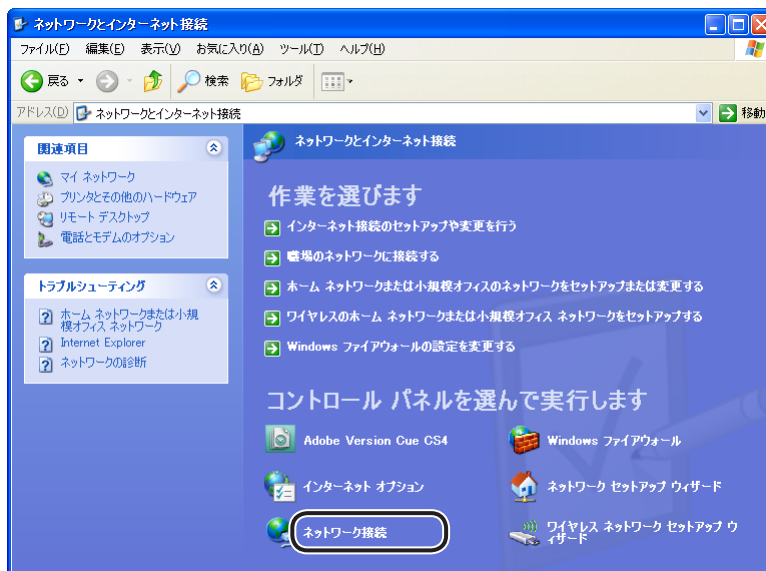 ネットワークとインターネット接続
ファイル(F) 編集(E) 表示(V) お気に入り(A) ツール(T) ヘルプ(H)
戻る 検索 フォルダ
アドレス(D) ネットワークとインターネット接続 移動
関連項目
マイ ネットワーク
プリンタとその他のハードウェア
リモート デスクトップ
電話とモデムのオプション
トラブルシューティング
ホーム ネットワークまたは小規
模オフィス ネットワーク
Internet Explorer
ネットワークの診断
ネットワークとインターネット接続
作業を選びます
インターネット接続のセットアップや変更を行う
職場のネットワークに接続する
ホーム ネットワークまたは小規模オフィスのネットワークをセットアップまたは変更する
ワイヤレスのホーム ネットワークまたは小規模オフィス ネットワークをセットアップする
Windows ファイアウォールの設定を変更する
コントロール パネルを選んで実行します
Adobe Version Cue CS4
Windows ファイアウォール
インターネット オプション
ネットワーク セットアップ ウィザード
ネットワーク接続
ワイヤレス ネットワーク セットアップ ウ
ィザード